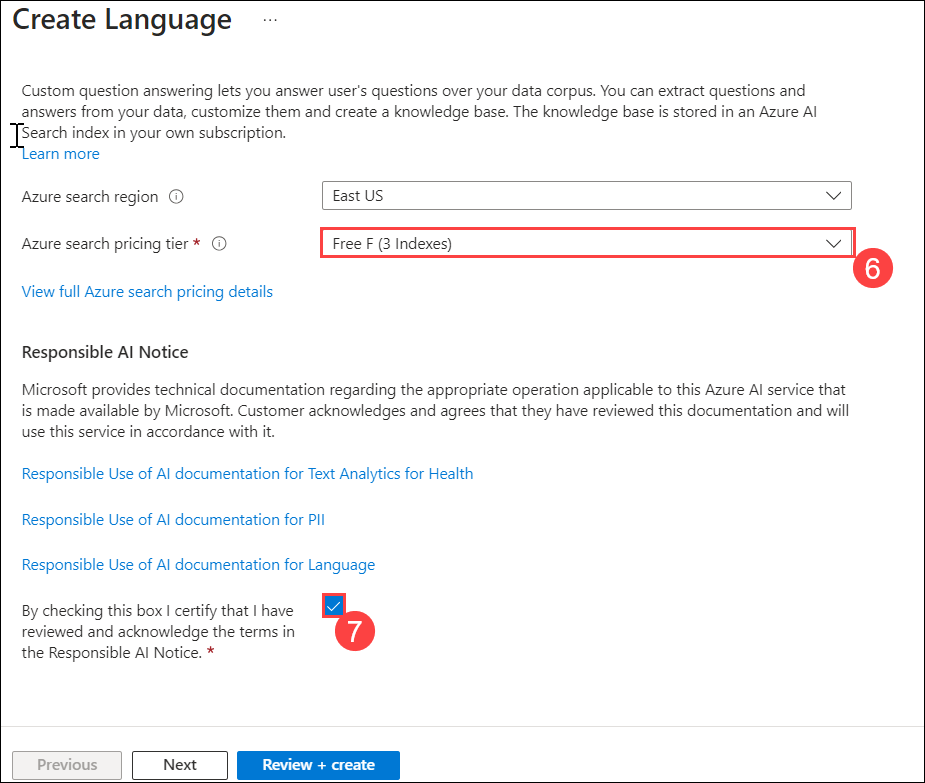 Create Language ...
Custom question answering lets you answer user's questions over your data corpus. You can extract questions and
answers from your data, customize them and create a knowledge base. The knowledge base is stored in an Azure AI
Search index in your own subscription.
Learn more
Azure search region
East US
Azure search pricing tier *
Free F (3 Indexes)
6
View full Azure search pricing details
Responsible AI Notice
Microsoft provides technical documentation regarding the appropriate operation applicable to this Azure AI service that
is made available by Microsoft. Customer acknowledges and agrees that they have reviewed this documentation and will
use this service in accordance with it.
Responsible Use of AI documentation for Text Analytics for Health
Responsible Use of AI documentation for PII
Responsible Use of AI documentation for Language
By checking this box I certify that I have
reviewed and acknowledge the terms in
the Responsible AI Notice. *
7
Previous
Next
Review + create